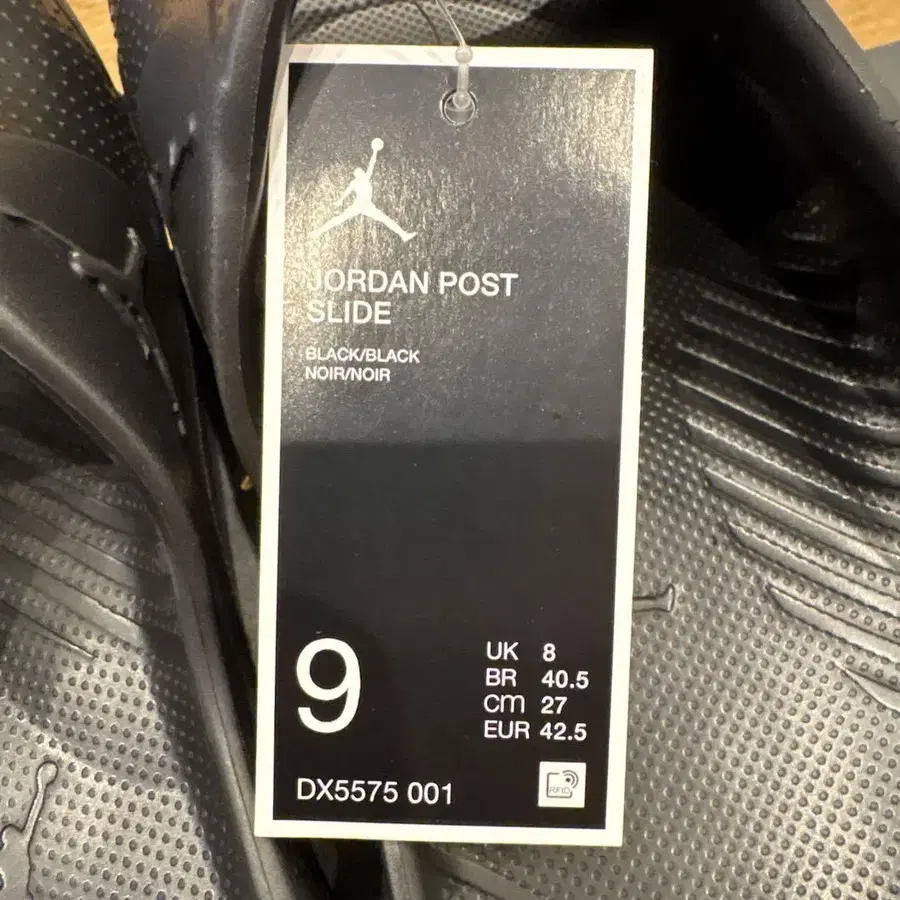 JORDAN POST
SLIDE
BLACK/BLACK
NOIR/NOIR
9
UK 8
BR 40.5
cm 27
EUR 42.5
DX5575 001
RFID